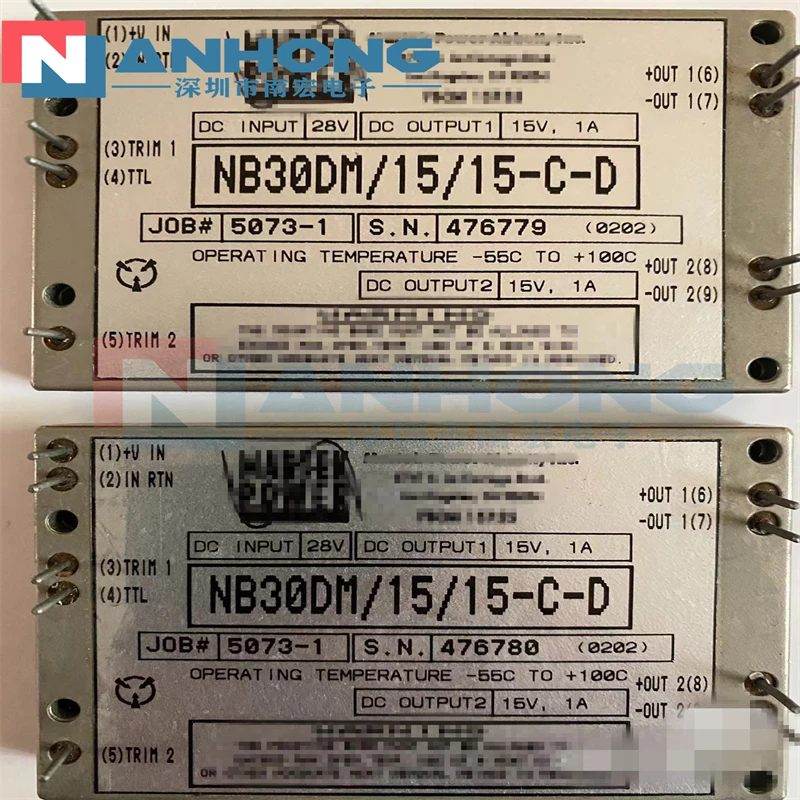 (1)+V IN
NANHONG
深圳市南宏电子
+OUT 1(6)
-OUT 1(7)
DC INPUT 28V DC OUTPUT1 15V, 1A
(3)TRIM 1
(4)TTL
NB30DM/15/15-C-D
JOB# 5073-1 S.N. 476779 (0202)
OPERATING TEMPERATURE -55C TO +100C
+OUT 2(8)
-OUT 2(9)
DC OUTPUT2 15V, 1A
(5)TRIM 2
NANHONG
(1)+V IN
(2)IN RTN
POWER
+OUT 1(6)
-OUT 1(7)
DC INPUT 28V DC OUTPUT1 15V, 1A
(3)TRIM 1
(4)TTL
NB30DM/15/15-C-D
JOB# 5073-1 S.N. 476780 (0202)
OPERATING TEMPERATURE -55C TO +100C
+OUT 2(8)
-OUT
DC OUTPUT2 15V, 1A
(5)TRIM 2